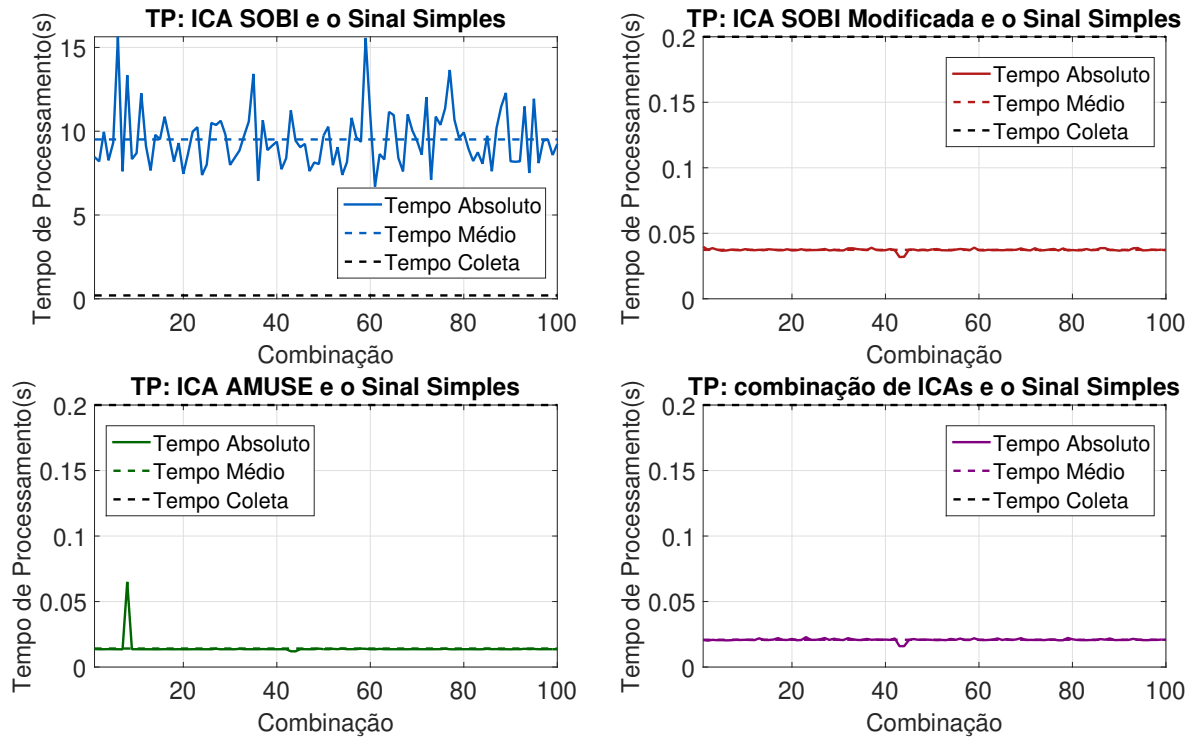 TP: ICA SOBI e o Sinal Simples
Tempo de Processamento(s)
15
10
5
0
Tempo Absoluto
Tempo Médio
Tempo Coleta
20
40
60
80
100
Combinação
TP: ICA SOBI Modificada e o Sinal Simples
Tempo de Processamento(s)
0.2
0.15
0.1
0.05
0
Tempo Absoluto
Tempo Médio
Tempo Coleta
20
40
60
80
100
Combinação
TP: ICA AMUSE e o Sinal Simples
Tempo de Processamento(s)
0.2
0.15
0.1
0.05
0
Tempo Absoluto
Tempo Médio
Tempo Coleta
20
40
60
80
100
Combinação
TP: combinação de ICAs e o Sinal Simples
Tempo de Processamento(s)
0.2
0.15
0.1
0.05
0
Tempo Absoluto
Tempo Médio
Tempo Coleta
20
40
60
80
100
Combinação